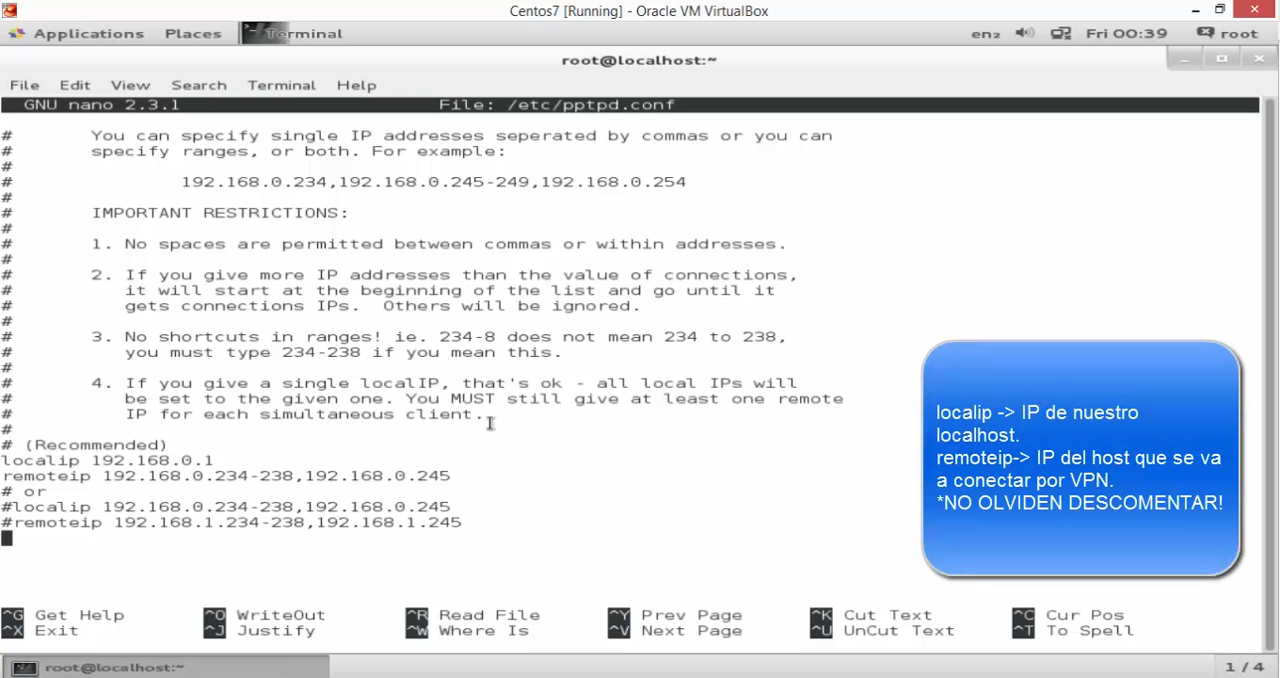 Centos7 [Running] - Oracle VM VirtualBox
Applications Places Terminal en₂ Fri 00:39 root
root@localhost:~
File Edit View Search Terminal Help
GNU nano 2.3.1 File: /etc/pptpd.conf
# You can specify single IP addresses seperated by commas or you can
# specify ranges, or both. For example:
#
# 192.168.0.234,192.168.0.245-249,192.168.0.254
#
# IMPORTANT RESTRICTIONS:
#
# 1. No spaces are permitted between commas or within addresses.
#
# 2. If you give more IP addresses than the value of connections,
# it will start at the beginning of the list and go until it
# gets connections IPs. Others will be ignored.
#
# 3. No shortcuts in ranges! ie. 234-8 does not mean 234 to 238,
# you must type 234-238 if you mean this.
#
# 4. If you give a single localIP, that's ok - all local IPs will
# be set to the given one. You MUST still give at least one remote
# IP for each simultaneous client.
#
# (Recommended)
localip 192.168.0.1
remoteip 192.168.0.234-238,192.168.0.245
# or
#localip 192.168.0.234-238,192.168.0.245
#remoteip 192.168.1.234-238,192.168.1.245
localip -> IP de nuestro
localhost.
remoteip-> IP del host que se va
a conectar por VPN.
*NO OLVIDEN DESCOMENTAR!
^G Get Help ^O WriteOut ^R Read File ^Y Prev Page ^K Cut Text ^C Cur Pos
^X Exit ^J Justify ^W Where Is ^V Next Page ^U UnCut Text ^T To Spell
root@localhost:~ 1 / 4